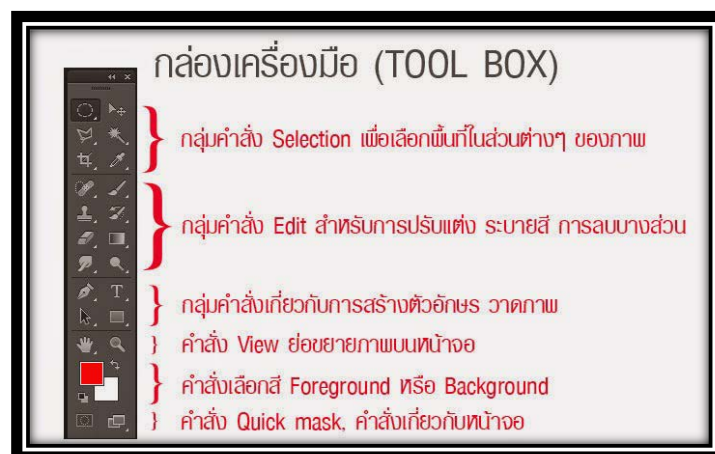 กล่องเครื่องมือ (TOOL BOX)
กลุ่มคำสั่ง Selection เพื่อเลือกพื้นที่ในส่วนต่างๆ ของภาพ
กลุ่มคำสั่ง Edit สำหรับการปรับแต่ง ระบายสี การลบบางส่วน
กลุ่มคำสั่งเกี่ยวกับการสร้างตัวอักษร วาดภาพ
คำสั่ง View ย่อขยายภาพบนหน้าจอ
คำสั่งเลือกสี Foreground หรือ Background
คำสั่ง Quick mask, คำสั่งเกี่ยวกับหน้าจอ